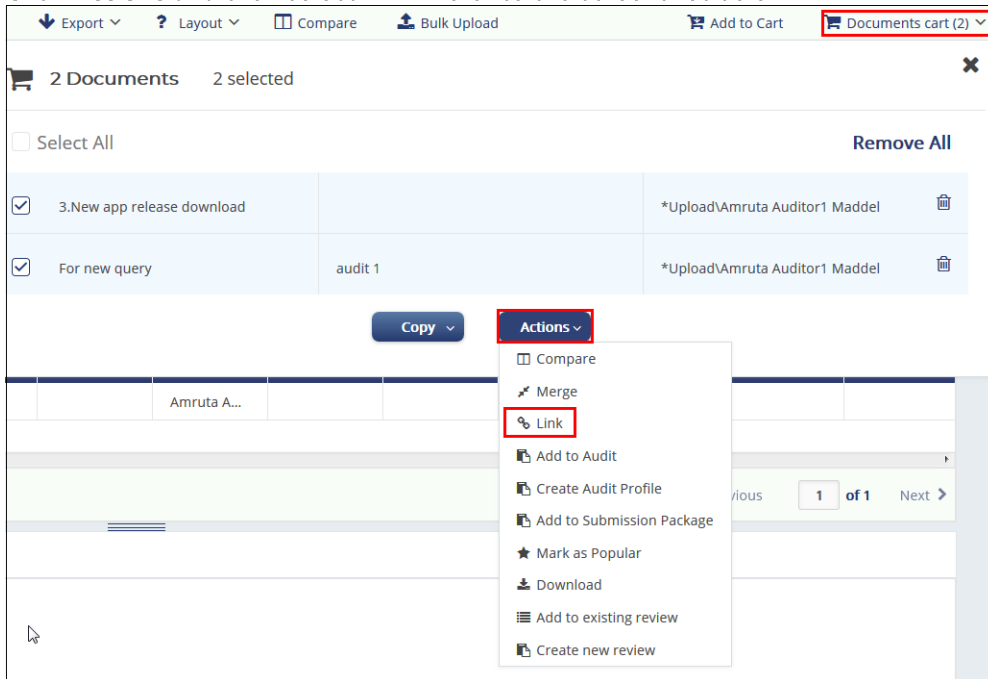 Export Layout Compare Bulk Upload Add to Cart Documents cart (2)
2 Documents 2 selected
Select All Remove All
3.New app release download *Upload\Amruta Auditor1 Maddel
For new query audit 1 *Upload\Amruta Auditor1 Maddel
Copy Actions
Compare
Amruta A...
Merge
Link
Add to Audit
Create Audit Profile
1 of 1 Next
Add to Submission Package
Mark as Popular
Download
Add to existing review
Create new review